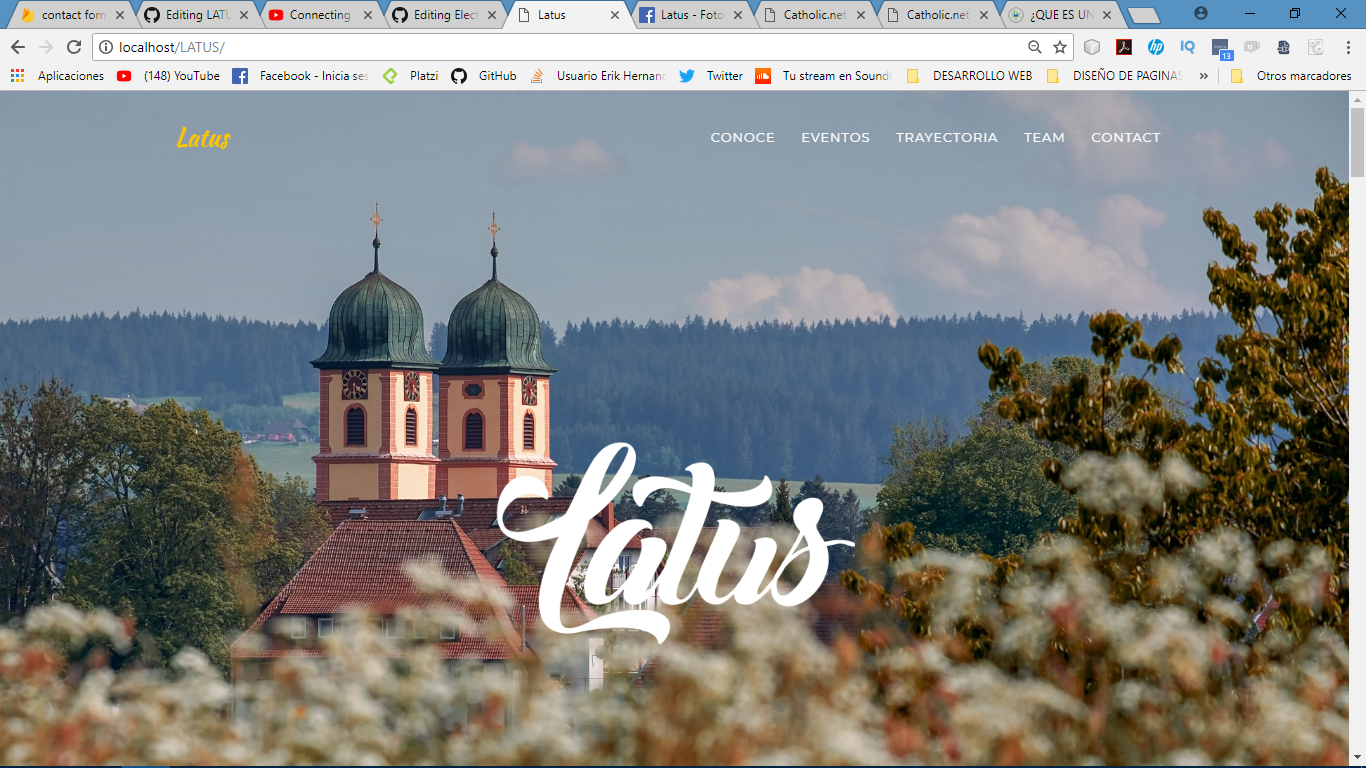 contact form
Editing LATU
Connecting
Editing Elect
Latus
Latus - Foto
Catholic.net
Catholic.net
¿QUE ES UN
localhost/LATUS/
13
Aplicaciones
(148) YouTube
Facebook - Inicia ses
Platzi
GitHub
Usuario Erik Hernan
Twitter
Tu stream en Sound
DESARROLLO WEB
DISEÑO DE PAGINAS
»
Otros marcadores
Latus
CONOCE EVENTOS TRAYECTORIA TEAM CONTACT
Latus